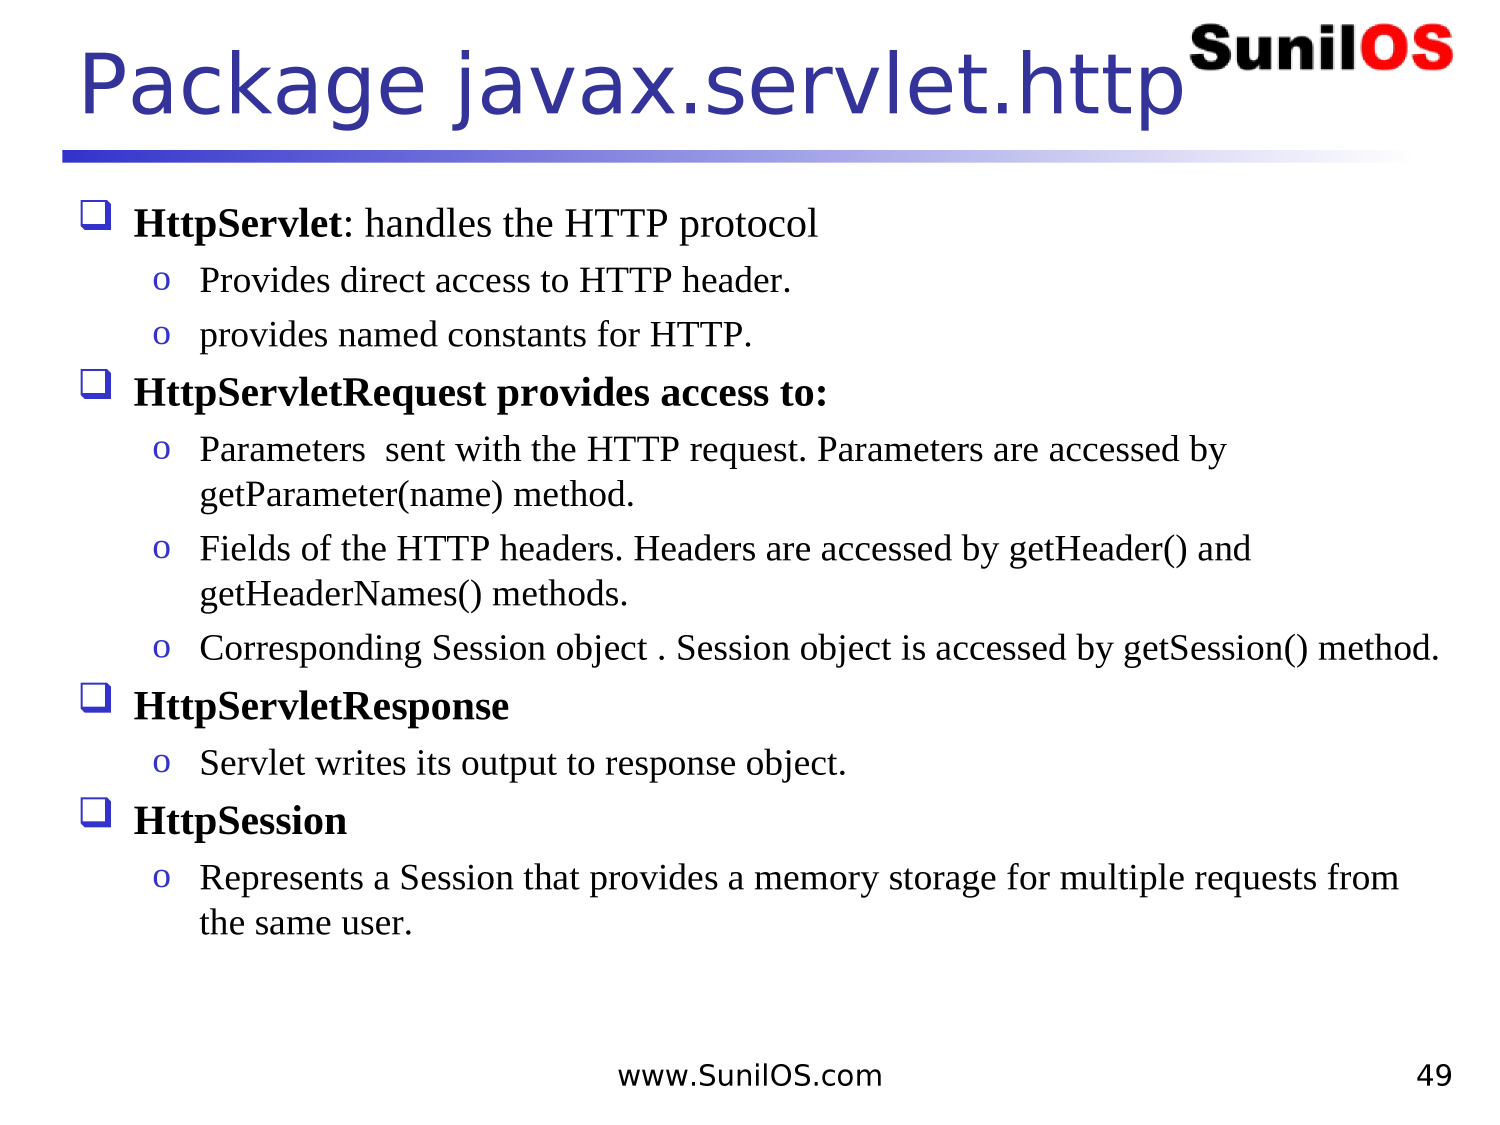 SunilOS
Package javax.servlet.http
HttpServlet: handles the HTTP protocol
o Provides direct access to HTTP header.
o provides named constants for HTTP.
HttpServletRequest provides access to:
o Parameters  sent with the HTTP request. Parameters are accessed by
getParameter(name) method.
o Fields of the HTTP headers. Headers are accessed by getHeader() and
getHeaderNames() methods.
o Corresponding Session object . Session object is accessed by getSession() method.
HttpServletResponse
o Servlet writes its output to response object.
HttpSession
o Represents a Session that provides a memory storage for multiple requests from
the same user.
www.SunilOS.com
49